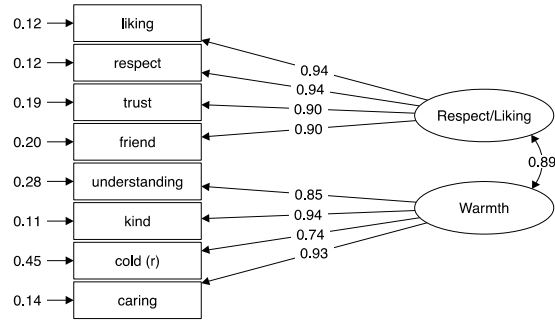 0.12
liking
0.12
respect
0.94
0.94
0.19
trust
0.90
Respect/Liking
0.20
friend
0.90
0.89
0.28
understanding
0.85
0.11
kind
0.94
Warmth
0.74
0.45
cold (r)
0.93
0.14
caring